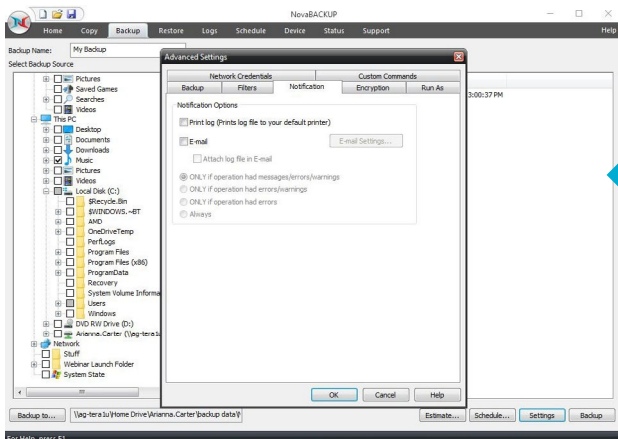 NovaBACKUP
Home Copy Backup Restore Logs Schedule Device Status Support Help
Backup Name: My Backup
Select Backup Source
Pictures
Saved Games
Searches
Videos
This PC
Desktop
Documents
Downloads
Music
Pictures
Videos
Local Disk (C:)
$Recycle.Bin
$WINDOWS.~BT
AMD
OneDriveTemp
PerfLogs
Program Files
Program Files (x86)
ProgramData
Recovery
System Volume Informa
Users
Windows
DVD RW Drive (D:)
Arianna.Carter (\\ag-tera1u
Network
Stuff
Webinar Launch Folder
System State
3:00:37 PM
Advanced Settings
Network Credentials Custom Commands
Backup Filters Notification Encryption Run As
Notification Options
Print log (Prints log file to your default printer)
E-mail E-mail Settings...
Attach log file in E-mail
ONLY if operation had messages/errors/warnings
ONLY if operation had errors/warnings
ONLY if operation had errors
Always
OK Cancel Help
Backup to... \\ag-tera1u\Home Drive\Arianna.Carter\backup data\ Estimate... Schedule... Settings Backup
For Help, press F1